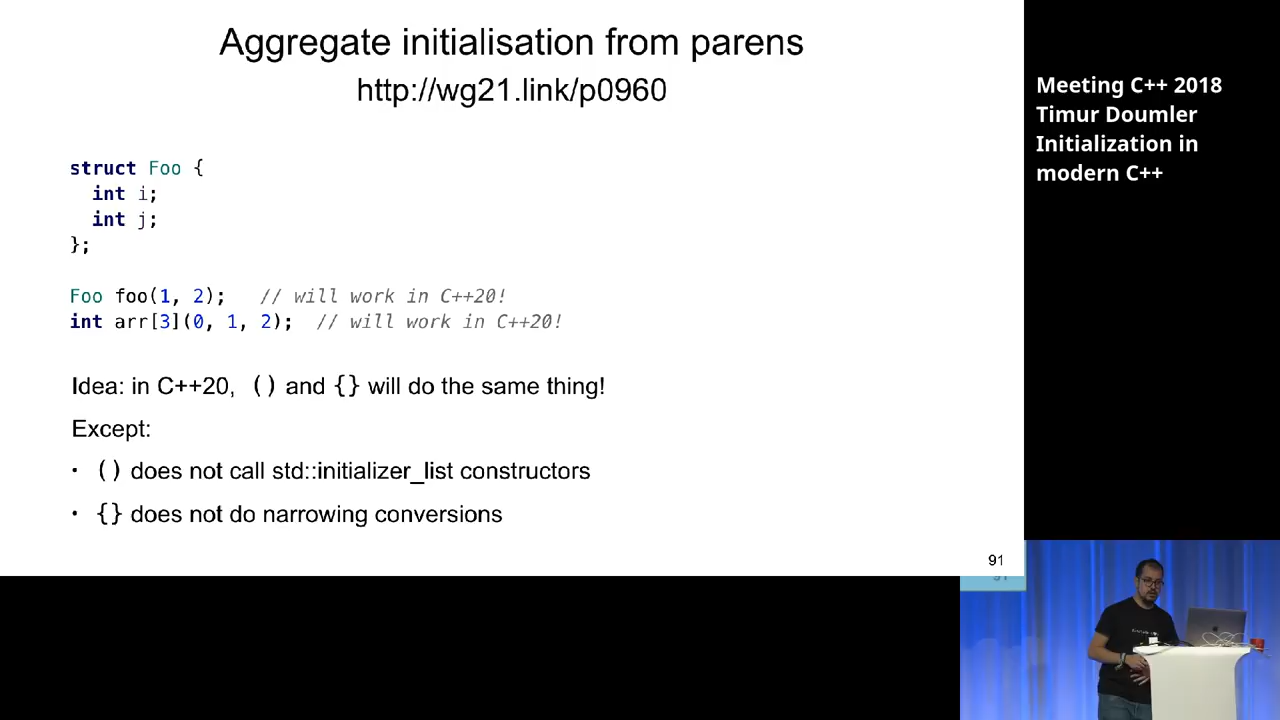 Aggregate initialisation from parens
http://wg21.link/p0960
struct Foo {
  int i;
  int j;
};
Foo foo(1, 2);   // will work in C++20!
int arr[3](0, 1, 2);  // will work in C++20!
Idea: in C++20,  () and {} will do the same thing!
Except:
• () does not call std::initializer_list constructors
• {} does not do narrowing conversions
91
Meeting C++ 2018
Timur Doumler
Initialization in
modern C++
91